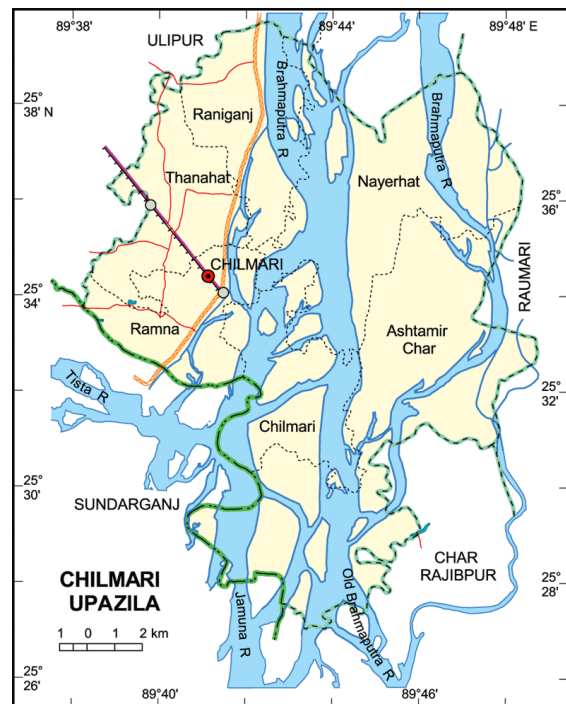 89°38'
89°44'
89°48' E
ULIPUR
25°
38' N
Raniganj
Brahmaputra R
Brahmaputra R
Thanahat
Nayerhat
25°
36'
CHILMARI
RAUMARI
25°
34'
Ramna
Ashtamir
Char
Tista R
25°
32'
Chilmari
25°
30'
SUNDARGANJ
CHAR
RAJIBPUR
25°
28'
CHILMARI
UPAZILA
Old Brahmaputra R
Jamuna R
1 0 1 2 km
25°
26'
89°40'
89°46'